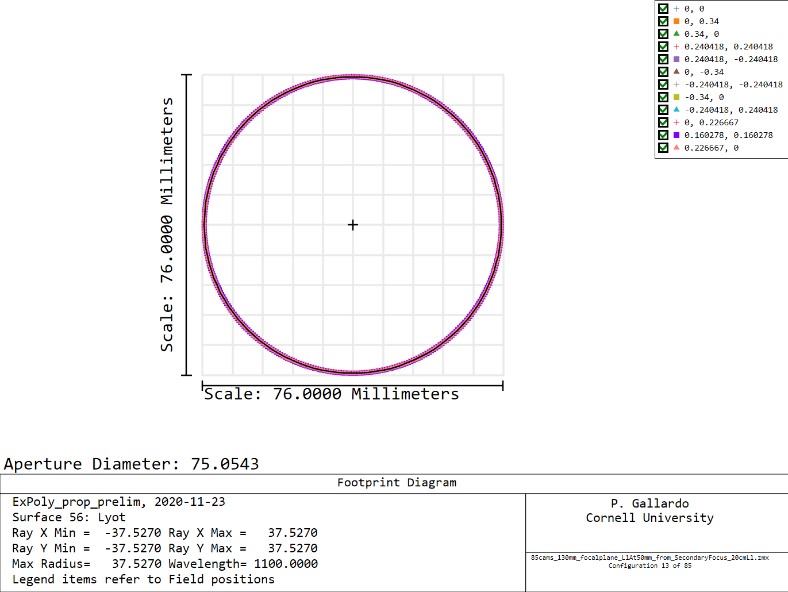 0, 0
0, 0.34
0.34, 0
0.240418, 0.240418
0.240418, -0.240418
0, -0.34
-0.240418, -0.240418
-0.34, 0
-0.240418, 0.240418
0, 0.226667
0.160278, 0.160278
0.226667, 0
Scale: 76.0000 Millimeters
Scale: 76.0000 Millimeters
Aperture Diameter: 75.0543
Footprint Diagram
ExPoly_prop_prelim, 2020-11-23
Surface 56: Lyot
Ray X Min = -37.5270 Ray X Max = 37.5270
Ray Y Min = -37.5270 Ray Y Max = 37.5270
Max Radius= 37.5270 Wavelength= 1100.0000
Legend items refer to Field positions
P. Gallardo
Cornell University
85cams_130mm_focalplane_L1At50mm_from_SecondaryFocus_20cmLl.zmx
Configuration 13 of 85